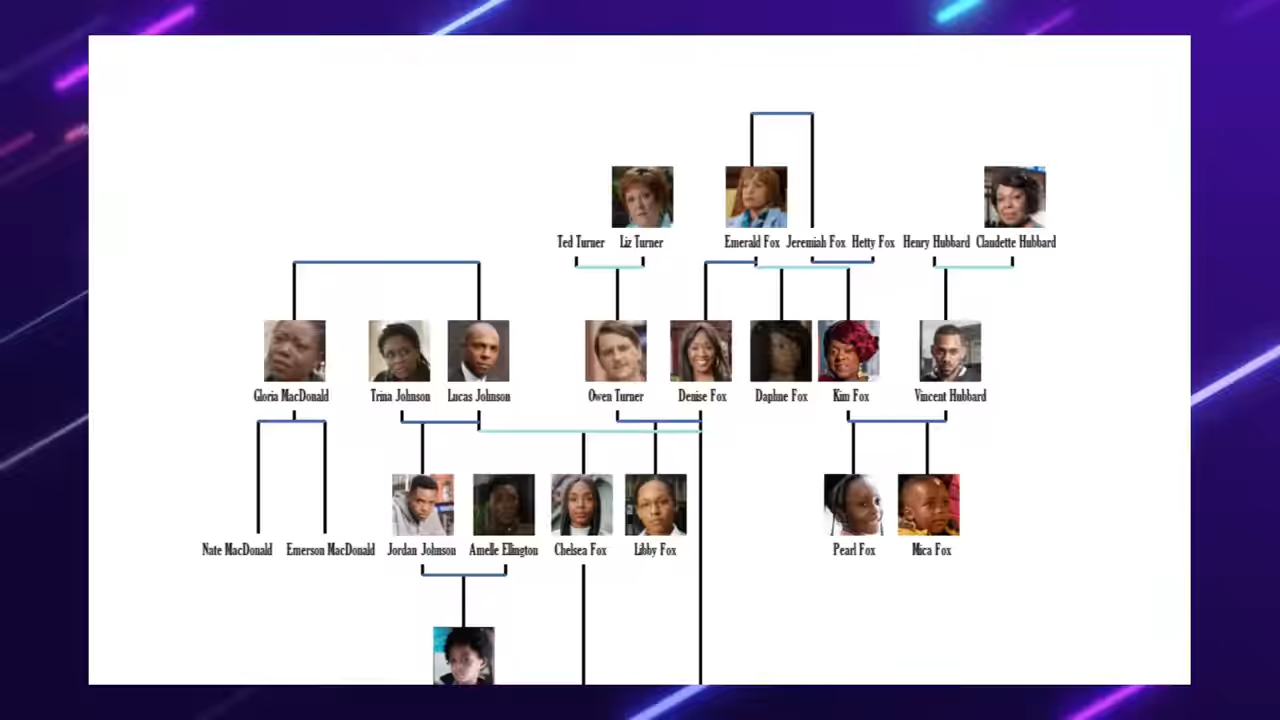 Ted Turner Liz Turner Emerald Fox Jeremiah Fox Hetty Fox Henry Hubbard Claudette Hubbard
Gloria MacDonald Trina Johnson Lucas Johnson Owen Turner Denise Fox Daphne Fox Kim Fox Vincent Hubbard
Nate MacDonald Emerson MacDonald Jordan Johnson Amelle Ellington Chelsea Fox Libby Fox Pearl Fox Mica Fox